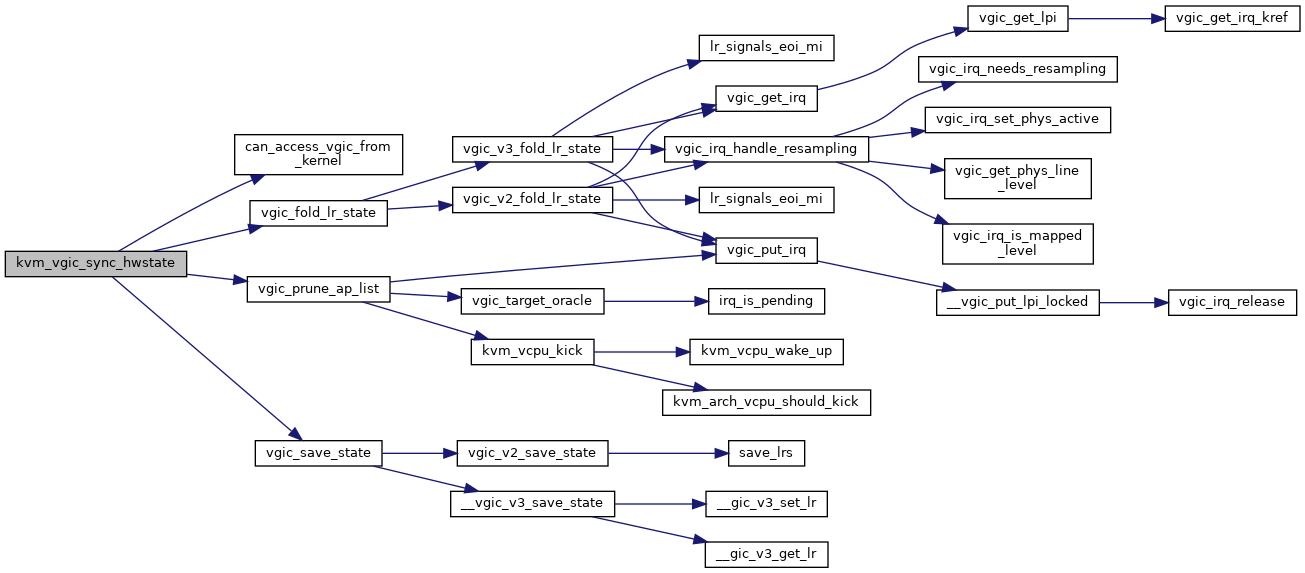 kvm_vgic_sync_hwstate
can_access_vgic_from
_kernel
vgic_fold_lr_state
vgic_prune_ap_list
vgic_save_state
vgic_v3_fold_lr_state
vgic_v2_fold_lr_state
vgic_target_oracle
kvm_vcpu_kick
vgic_v2_save_state
__vgic_v3_save_state
lr_signals_eoi_mi
vgic_get_irq
vgic_irq_handle_resampling
lr_signals_eoi_mi
vgic_put_irq
irq_is_pending
kvm_vcpu_wake_up
kvm_arch_vcpu_should_kick
save_lrs
__gic_v3_set_lr
__gic_v3_get_lr
vgic_get_lpi
vgic_irq_needs_resampling
vgic_irq_set_phys_active
vgic_get_phys_line
_level
vgic_irq_is_mapped
_level
__vgic_put_lpi_locked
vgic_get_irq_kref
vgic_irq_release